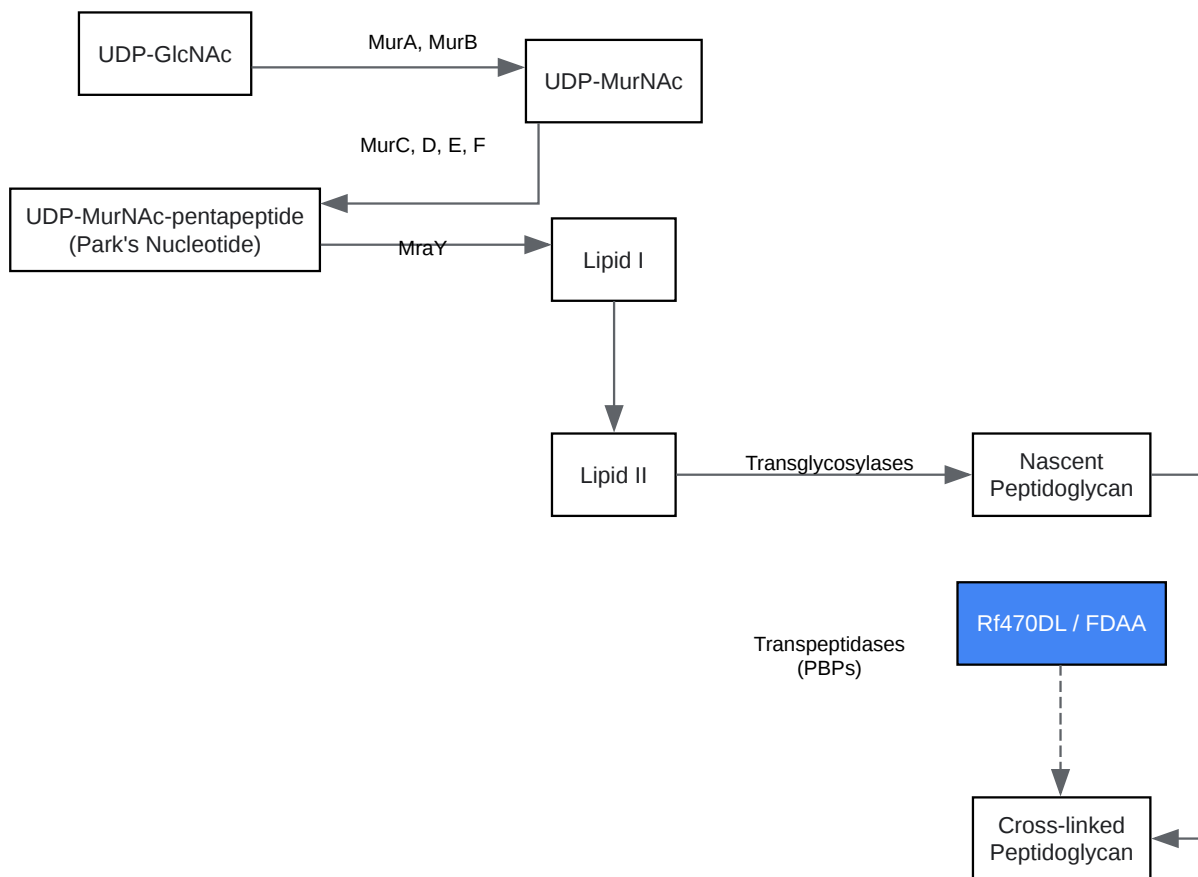 UDP-GlcNAc
MurA, MurB
UDP-MurNAc
MurC, D, E, F
UDP-MurNAc-pentapeptide
(Park's Nucleotide)
MraY
Lipid I
Lipid II
Transglycosylases
Nascent
Peptidoglycan
Rf470DL / FDAA
Transpeptidases
(PBPs)
Cross-linked
Peptidoglycan